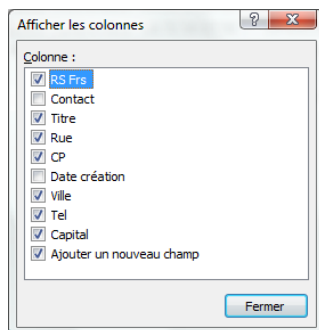 Afficher les colonnes
Colonne :
RS Frs
Contact
Titre
Rue
CP
Date création
Ville
Tel
Capital
Ajouter un nouveau champ
Fermer